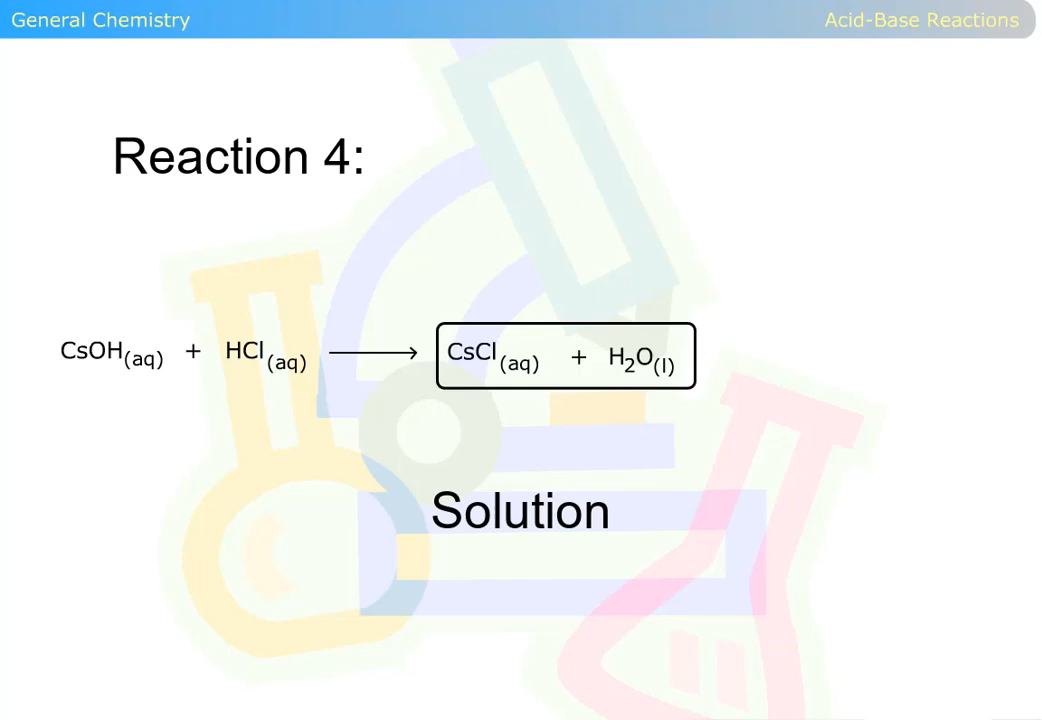 General Chemistry Acid-Base Reactions
Reaction 4:
CsOH(aq) + HCl(aq) ⟶ CsCl(aq) + H2O(l)
Solution